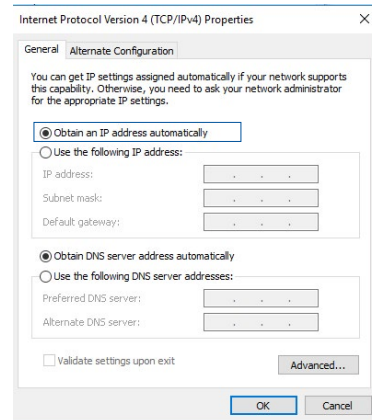 Internet Protocol Version 4 (TCP/IPv4) Properties
General
Alternate Configuration
You can get IP settings assigned automatically if your network supports
this capability. Otherwise, you need to ask your network administrator
for the appropriate IP settings.
Obtain an IP address automatically
Use the following IP address:
IP address:
Subnet mask:
Default gateway:
Obtain DNS server address automatically
Use the following DNS server addresses:
Preferred DNS server:
Alternate DNS server:
Validate settings upon exit
Advanced...
OK
Cancel